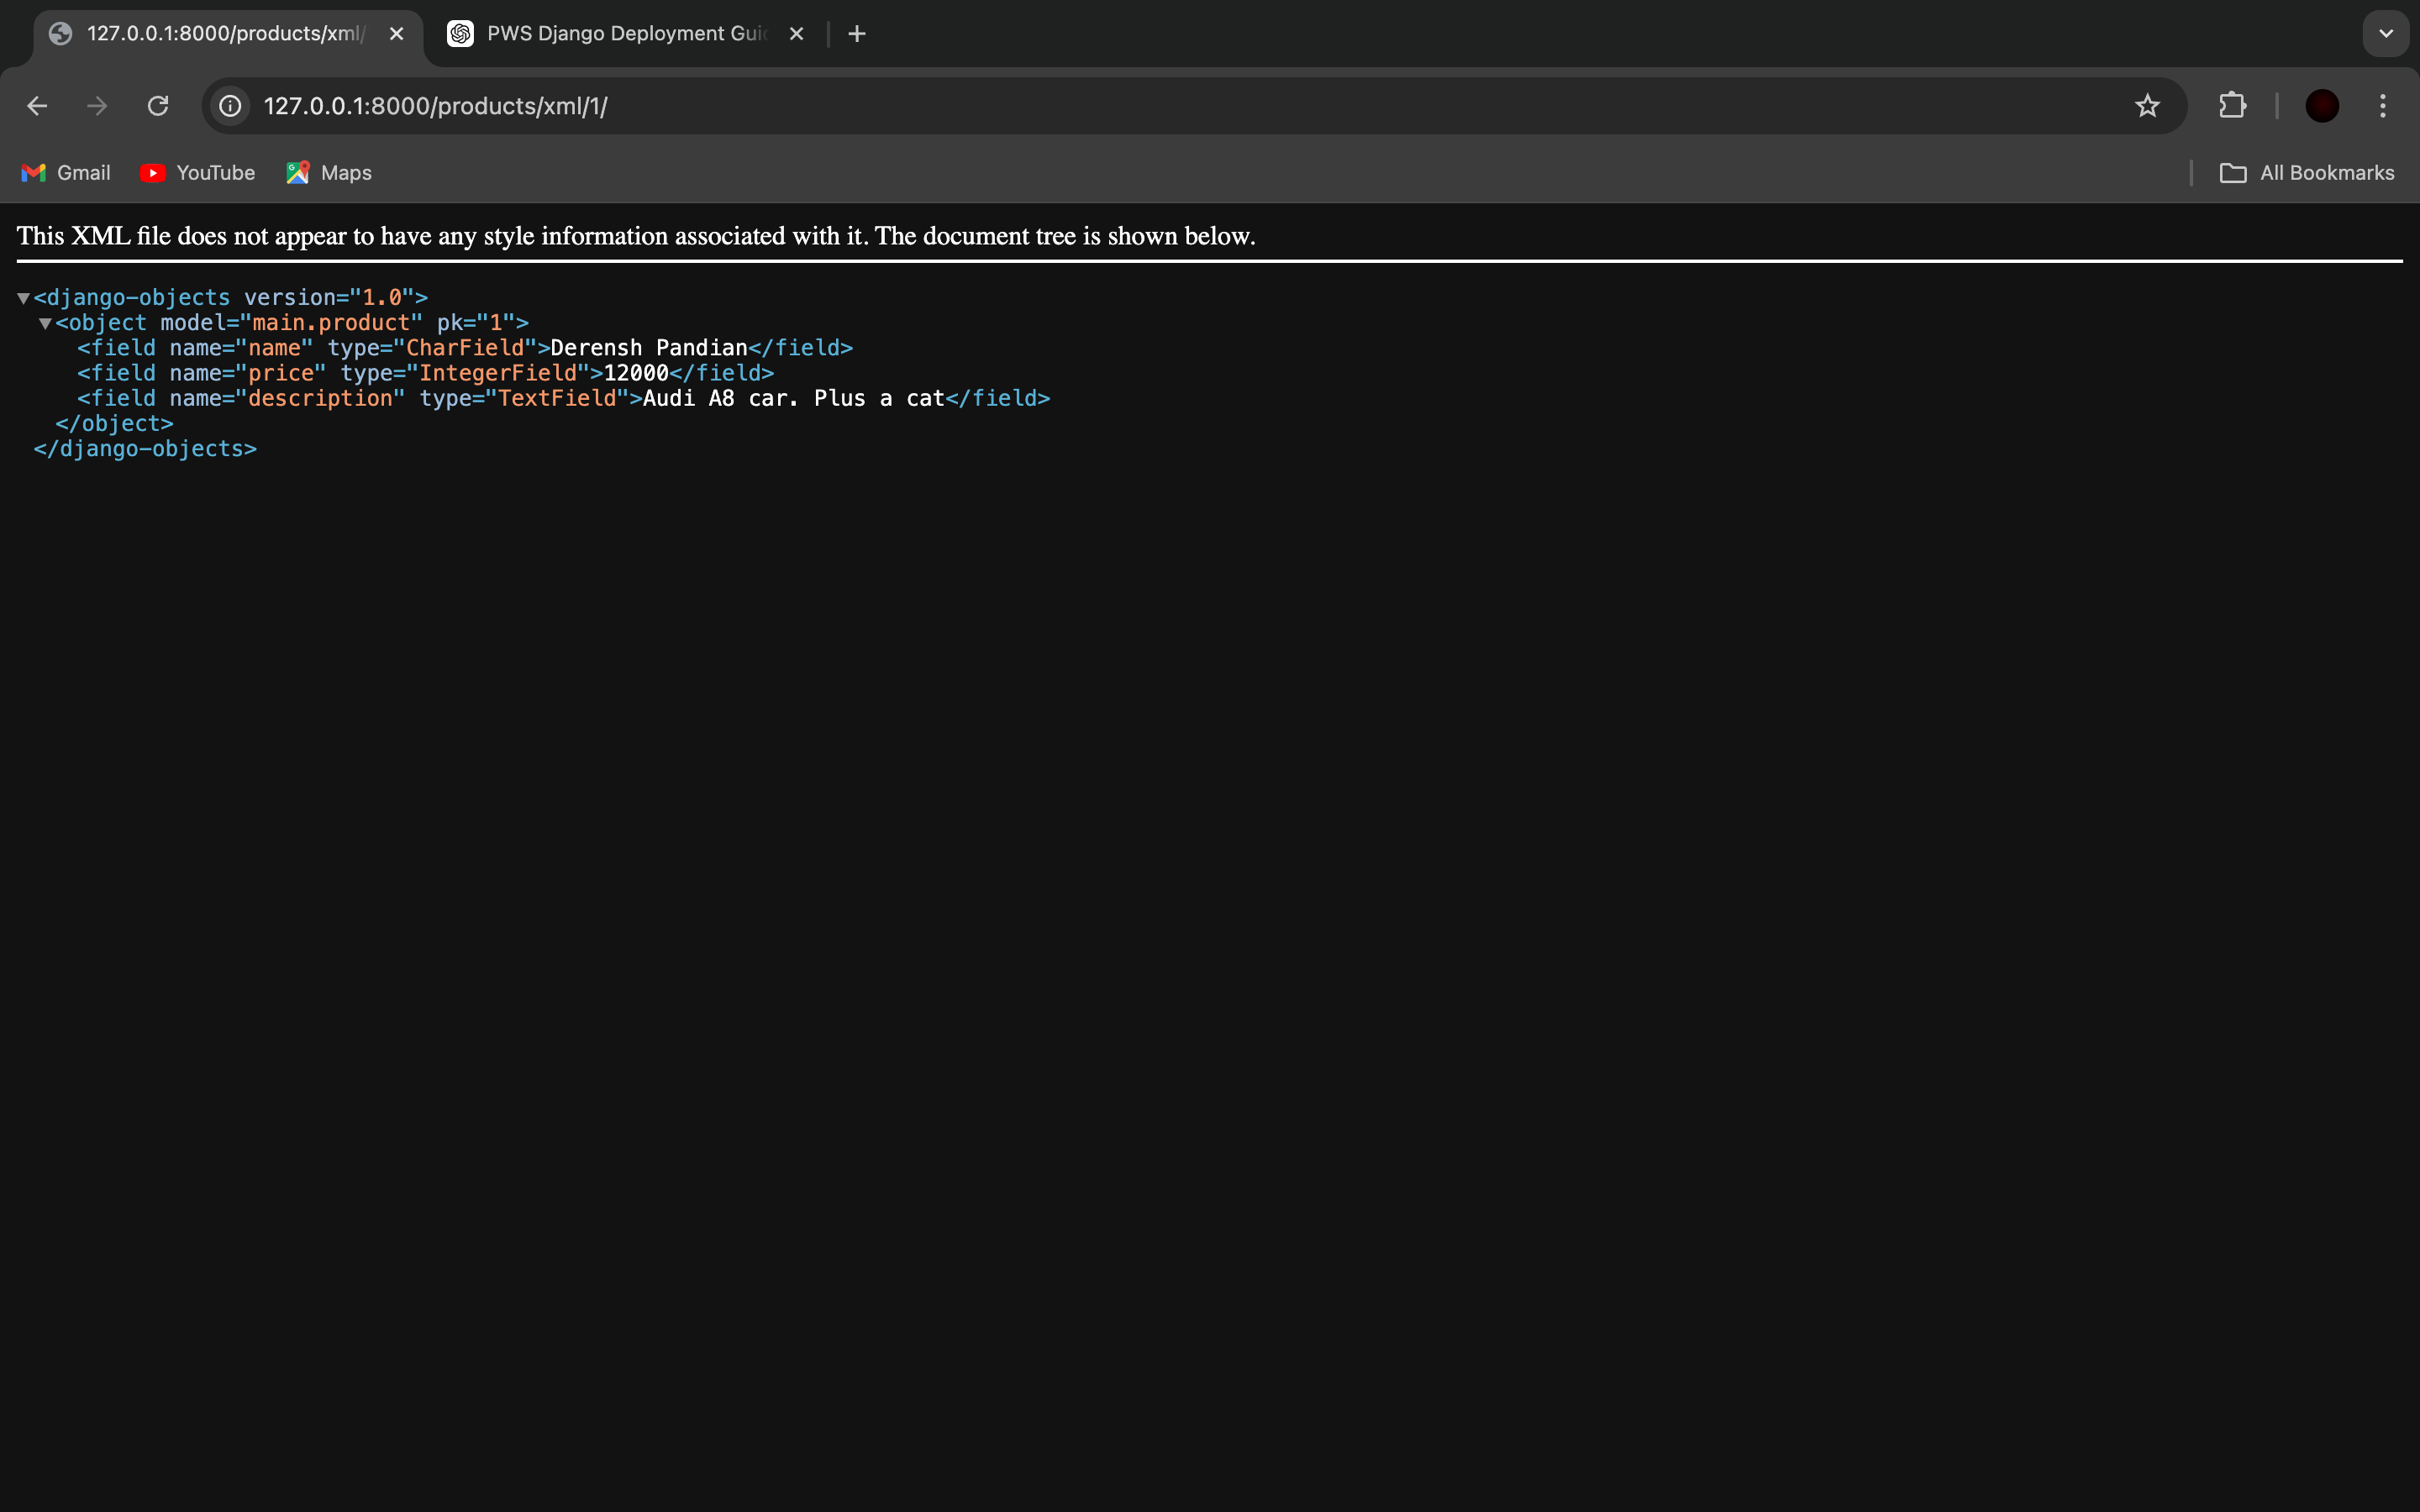 127.0.0.1:8000/products/xml/
PWS Django Deployment Gui
127.0.0.1:8000/products/xml/1/
Gmail YouTube Maps All Bookmarks
This XML file does not appear to have any style information associated with it. The document tree is shown below.
<django-objects version="1.0">
<object model="main.product" pk="1">
<field name="name" type="CharField">Derensh Pandian</field>
<field name="price" type="IntegerField">12000</field>
<field name="description" type="TextField">Audi A8 car. Plus a cat</field>
</object>
</django-objects>